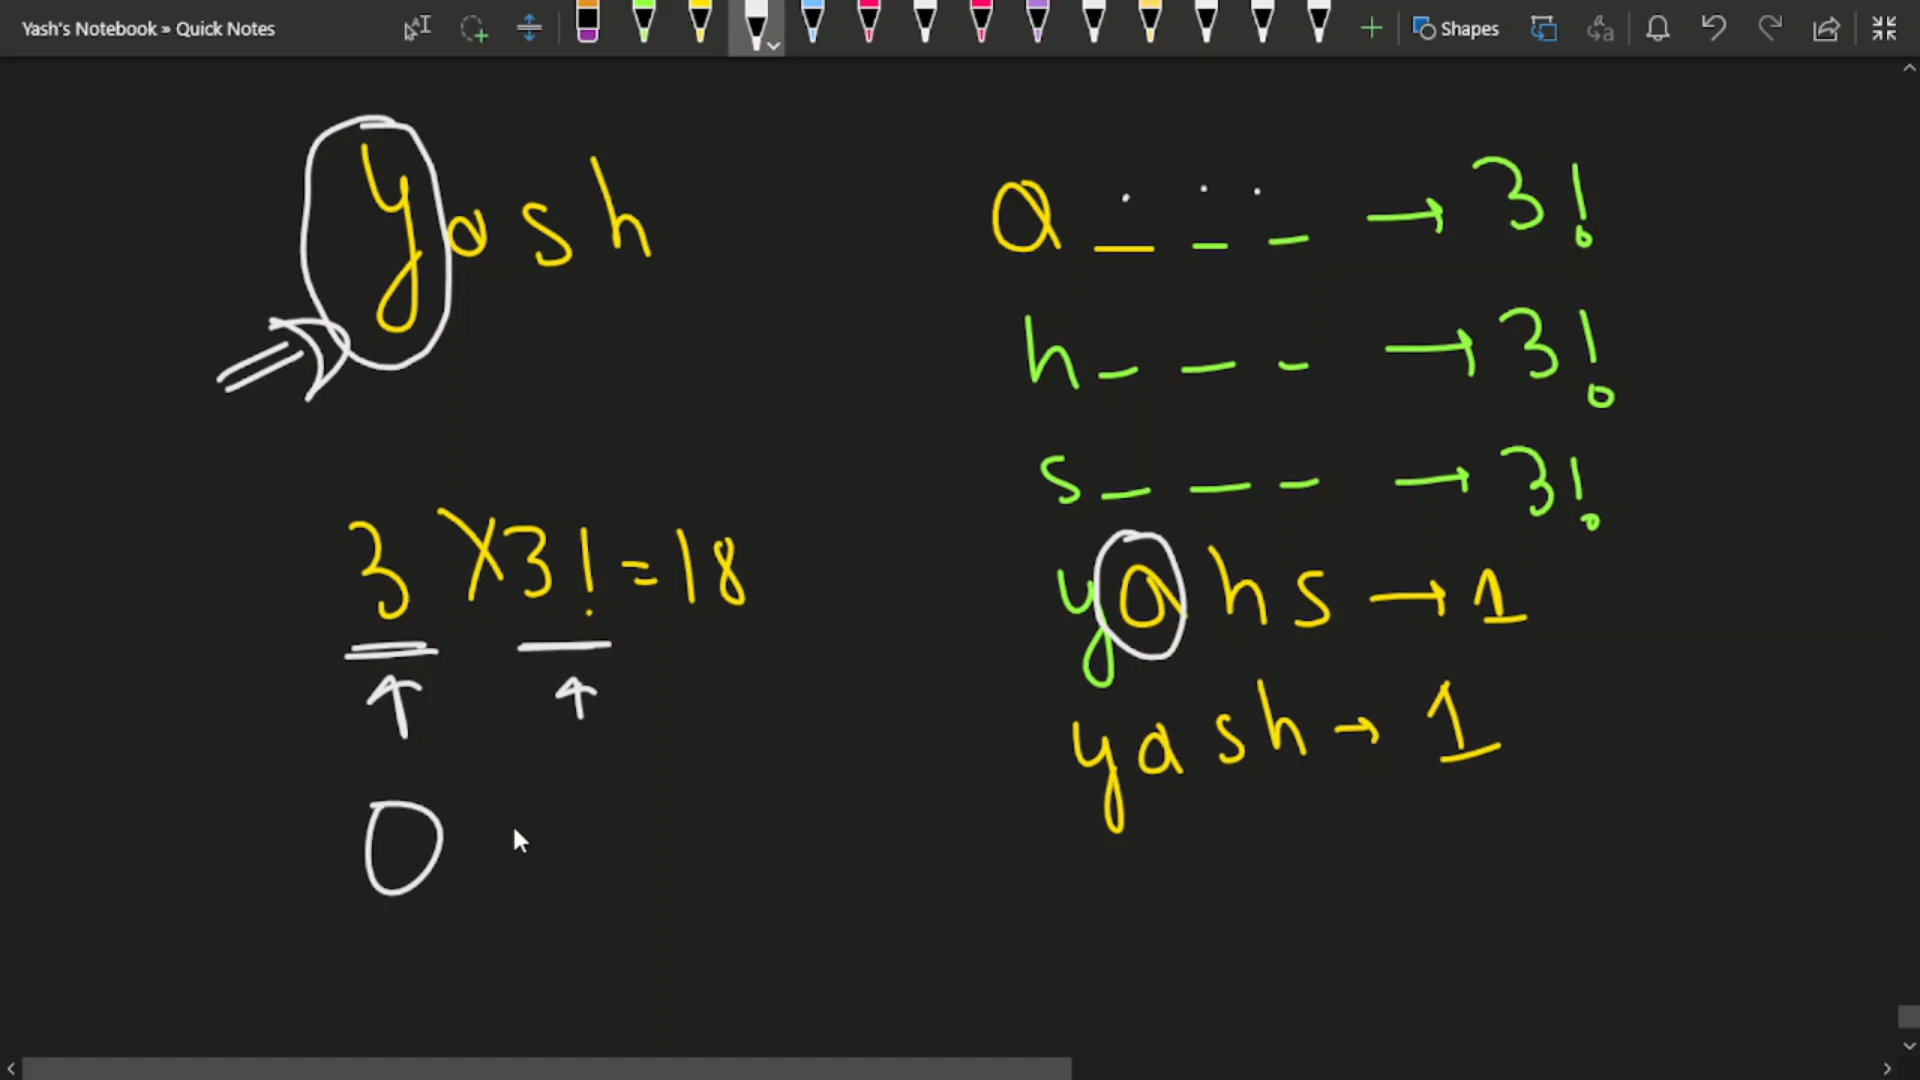 Yash's Notebook » Quick Notes
Shapes
yash
a _ _ _ → 3!
h _ _ _ → 3!
s _ _ _ → 3!
3 × 3! = 18
yahs → 1
yash → 1
0